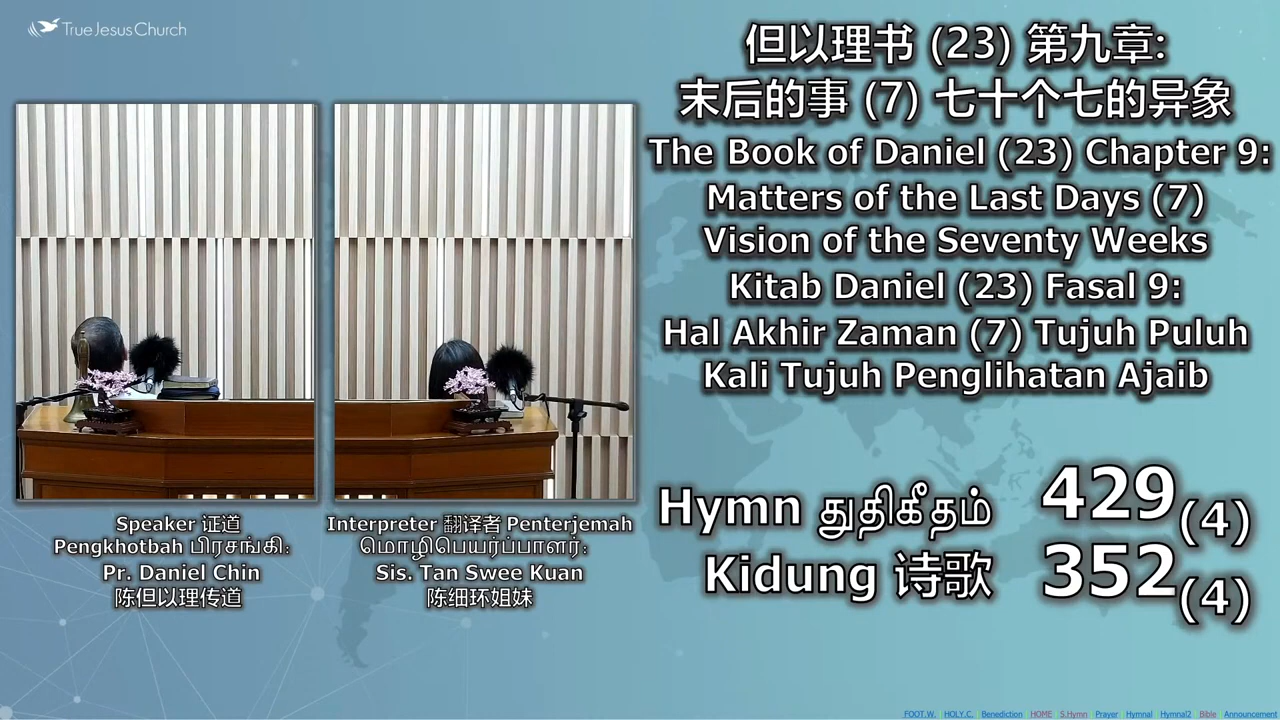 True Jesus Church
但以理书 (23) 第九章:
末后的事 (7) 七十个七的异象
The Book of Daniel (23) Chapter 9:
Matters of the Last Days (7)
Vision of the Seventy Weeks
Kitab Daniel (23) Fasal 9:
Hal Akhir Zaman (7) Tujuh Puluh
Kali Tujuh Penglihatan Ajaib
Hymn துதிகீதம் 429 (4)
Kidung 诗歌 352 (4)
Speaker 证道
Pengkhotbah பிரசங்கி:
Pr. Daniel Chin
陈但以理传道
Interpreter 翻译者 Penterjemah
மொழிபெயர்ப்பாளர்:
Sis. Tan Swee Kuan
陈细环姐妹
FOOT.W. | HOLY.C. | Benediction | HOME | S.Hymn | Prayer | Hymnal | Hymnal2 | Bible | Announcement